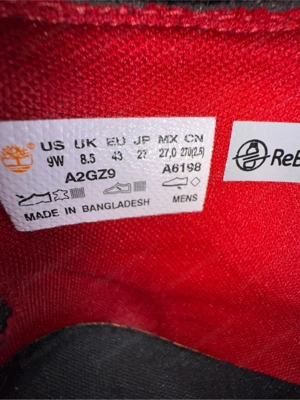 US UK EU JP MX CN
9W 8.5 43 27 27,0 270(2.5)
A2GZ9 A6198
MADE IN BANGLADESH MENS
ReB